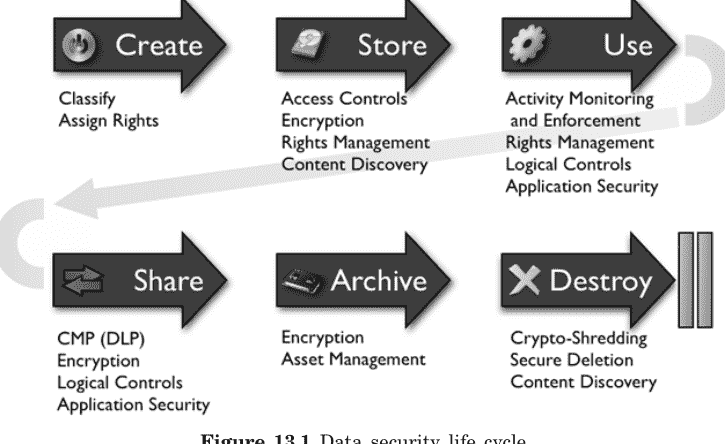 Create
Classify
Assign Rights
Store
Access Controls
Encryption
Rights Management
Content Discovery
Use
Activity Monitoring
and Enforcement
Rights Management
Logical Controls
Application Security
Share
CMP (DLP)
Encryption
Logical Controls
Application Security
Archive
Encryption
Asset Management
Destroy
Crypto-Shredding
Secure Deletion
Content Discovery
Figure 13.1 Data security life cycle